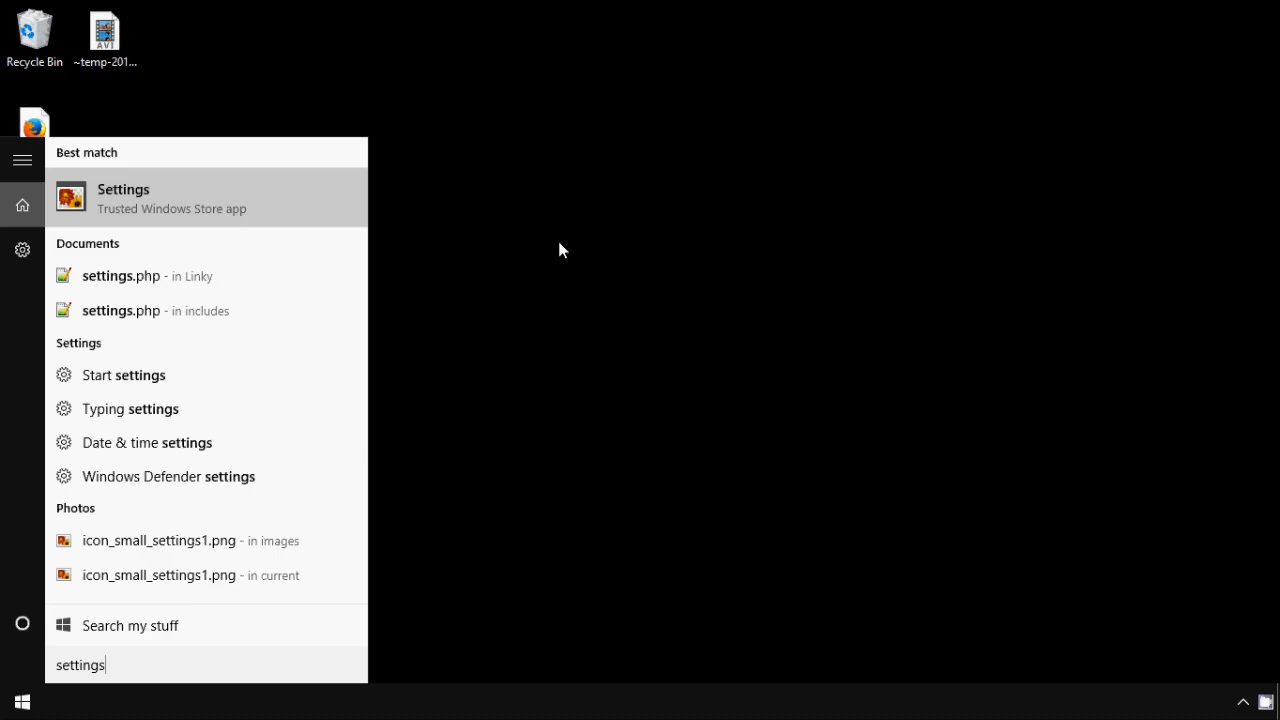 AVI
Recycle Bin
~temp-201...
Best match
Settings
Trusted Windows Store app
Documents
settings.php - in Linky
settings.php - in includes
Settings
Start settings
Typing settings
Date & time settings
Windows Defender settings
Photos
icon_small_settings1.png - in images
icon_small_settings1.png - in current
Search my stuff
settings